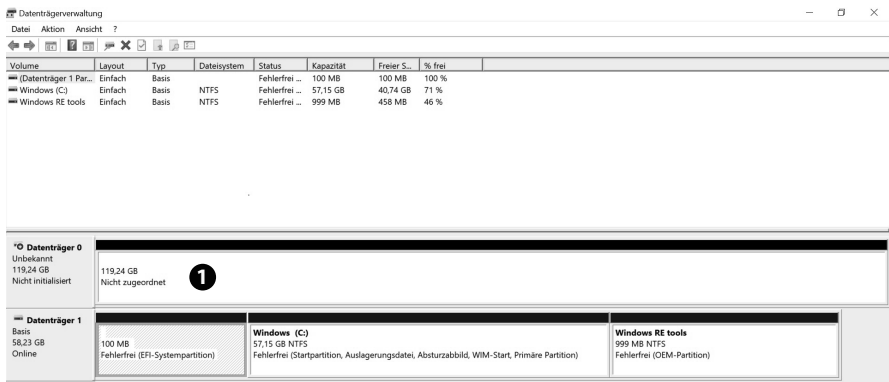 Datenträgerverwaltung
Datei Aktion Ansicht ?
Volume Layout Typ Dateisystem Status Kapazität Freier S... % frei
(Datenträger 1 Par... Einfach Basis Fehlerfrei ... 100 MB 100 MB 100 %
Windows (C:) Einfach Basis NTFS Fehlerfrei ... 57,15 GB 40,74 GB 71 %
Windows RE tools Einfach Basis NTFS Fehlerfrei ... 999 MB 458 MB 46 %
Datenträger 0
Unbekannt
119,24 GB
Nicht initialisiert
119,24 GB
Nicht zugeordnet
1
Datenträger 1
Basis
58,23 GB
Online
100 MB
Fehlerfrei (EFI-Systempartition)
Windows (C:)
57,15 GB NTFS
Fehlerfrei (Startpartition, Auslagerungsdatei, Absturzabbild, WIM-Start, Primäre Partition)
Windows RE tools
999 MB NTFS
Fehlerfrei (OEM-Partition)